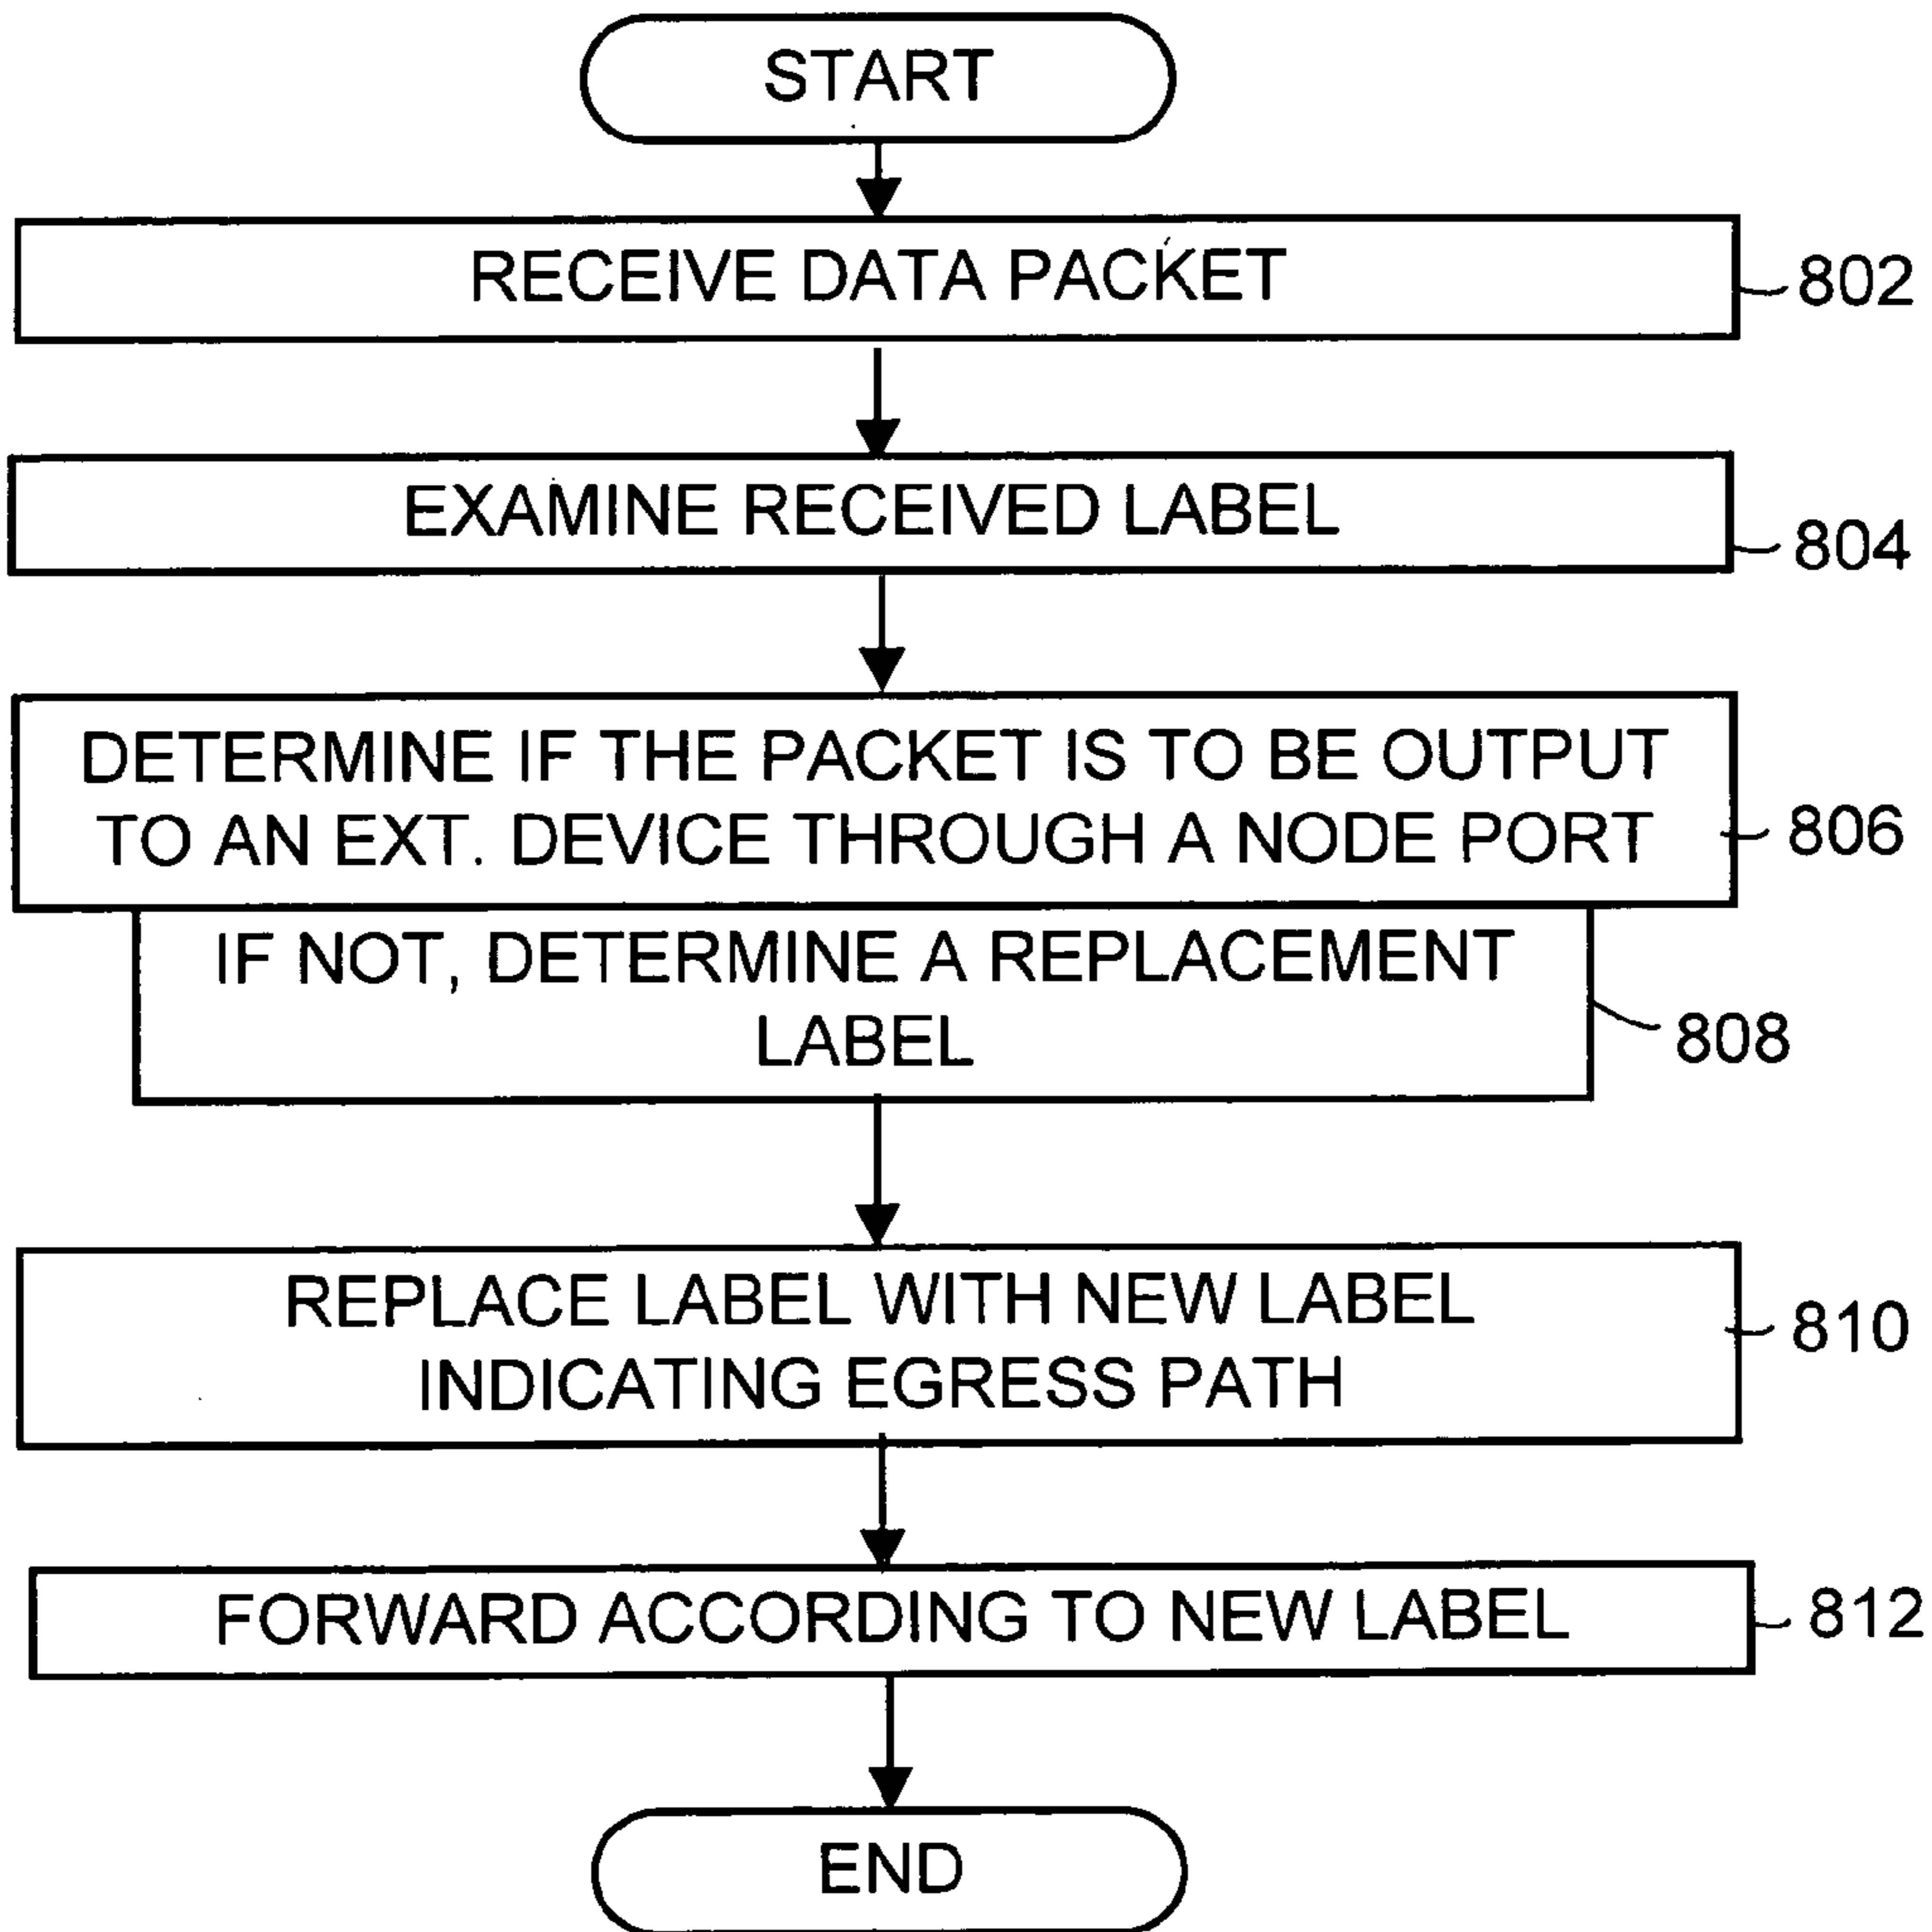 START
RECEIVE DATA PACKET
802
EXAMINE RECEIVED LABEL
804
DETERMINE IF THE PACKET IS TO BE OUTPUT
TO AN EXT. DEVICE THROUGH A NODE PORT
806
IF NOT, DETERMINE A REPLACEMENT
LABEL
808
REPLACE LABEL WITH NEW LABEL
INDICATING EGRESS PATH
810
FORWARD ACCORDING TO NEW LABEL
812
END